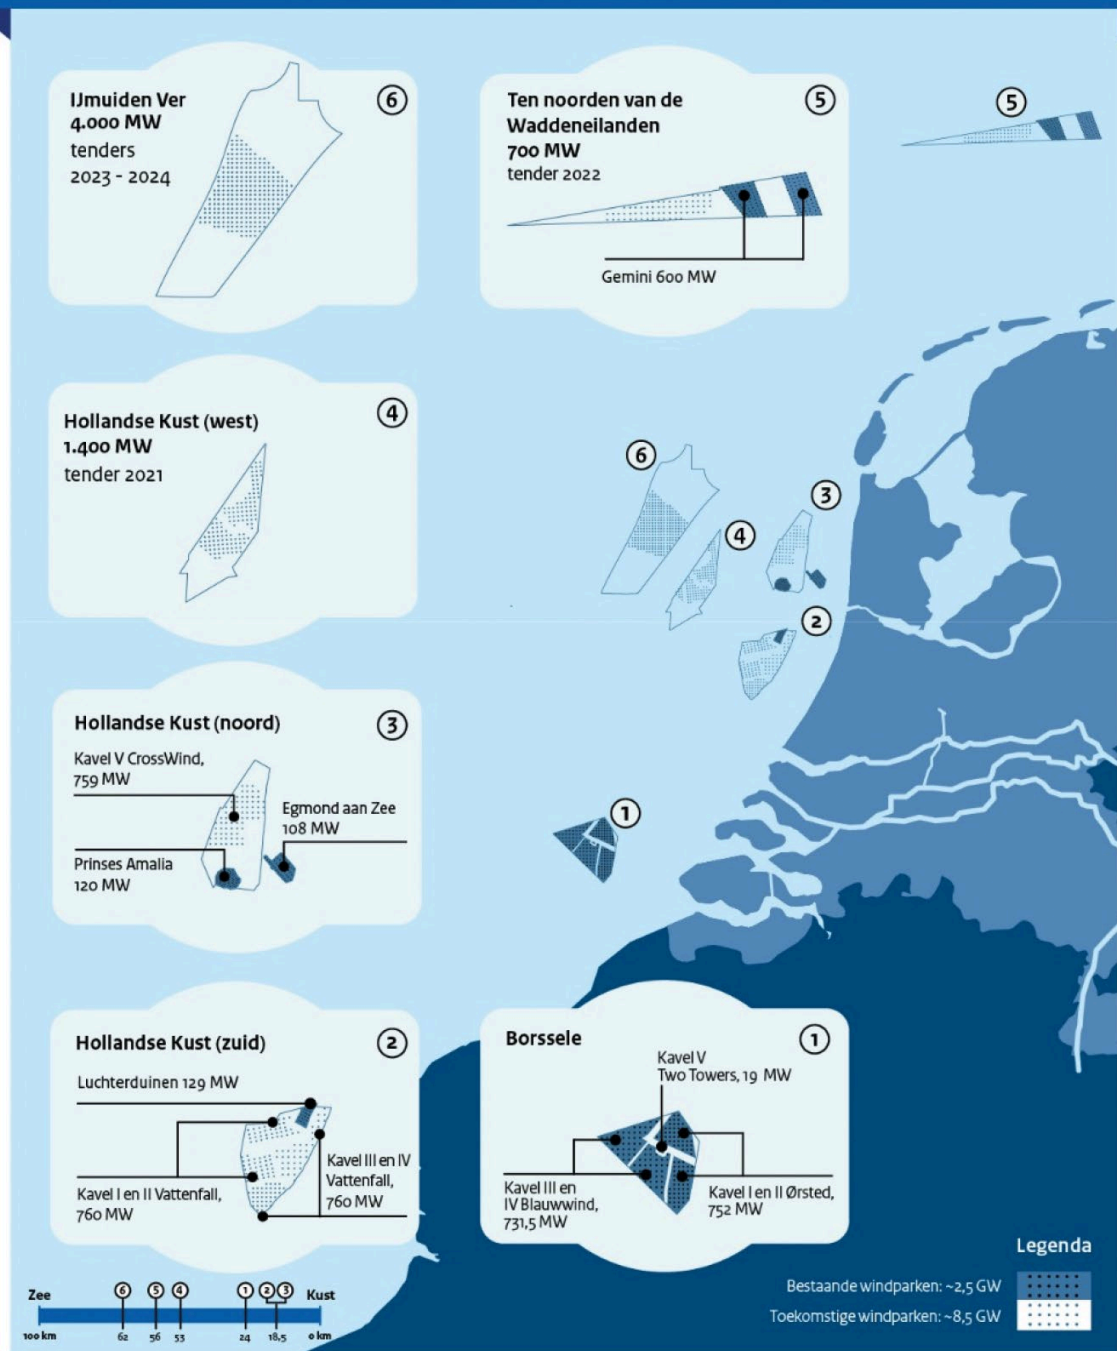 IJmuiden Ver
4.000 MW
tenders
2023 - 2024
6
Ten noorden van de
Waddeneilanden
700 MW
tender 2022
5
Gemini 600 MW
5
Hollandse Kust (west)
1.400 MW
tender 2021
4
6
3
4
2
1
Hollandse Kust (noord)
3
Kavel V CrossWind,
759 MW
Egmond aan Zee
108 MW
Prinses Amalia
120 MW
Hollandse Kust (zuid)
2
Luchterduinen 129 MW
Kavel III en IV
Vattenfall,
760 MW
Kavel I en II Vattenfall,
760 MW
Borssele
1
Kavel V
Two Towers, 19 MW
Kavel III en
IV Blauwwind,
731,5 MW
Kavel I en II Ørsted,
752 MW
Legenda
Bestaande windparken: ~2,5 GW
Toekomstige windparken: ~8,5 GW
Zee 6 5 4 1 2 3 Kust
100 km 62 56 53 24 18,5 0 km